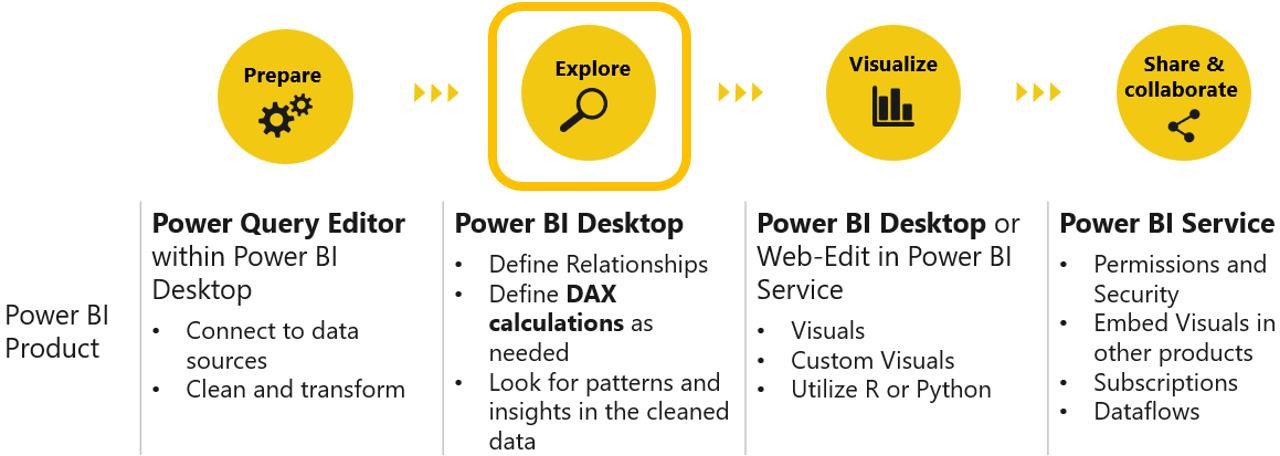 Prepare
Explore
Visualize
Share &
collaborate
Power BI
Product
Power Query Editor
within Power BI
Desktop
• Connect to data
sources
• Clean and transform
Power BI Desktop
• Define Relationships
• Define DAX
calculations as
needed
• Look for patterns and
insights in the cleaned
data
Power BI Desktop or
Web-Edit in Power BI
Service
• Visuals
• Custom Visuals
• Utilize R or Python
Power BI Service
• Permissions and
Security
• Embed Visuals in
other products
• Subscriptions
• Dataflows